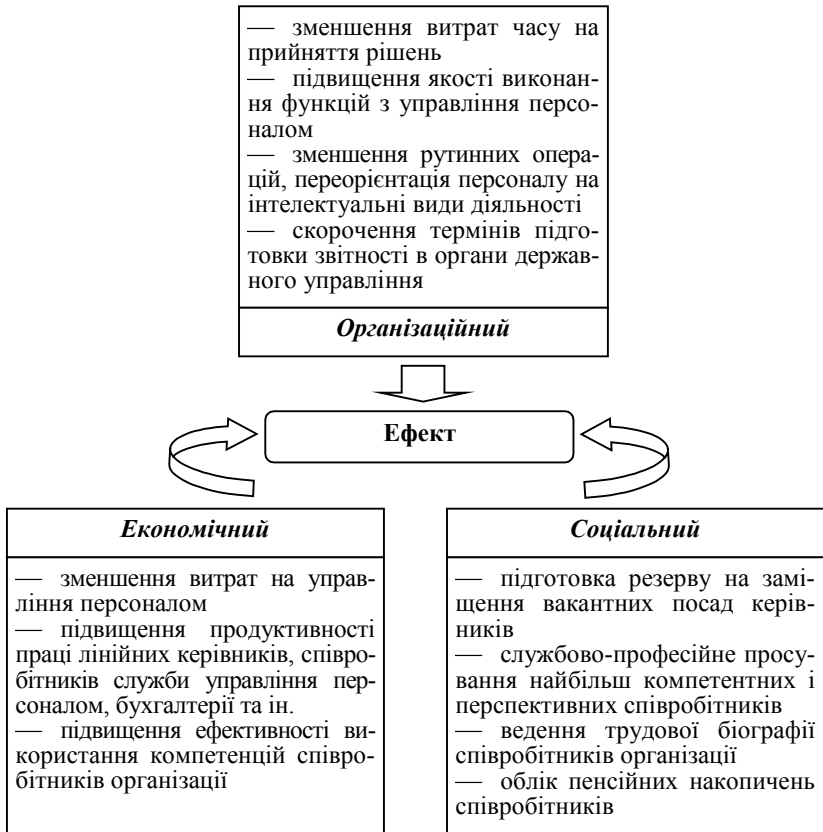 — зменшення витрат часу на
прийняття рішень
— підвищення якості виконан-
ня функцій з управління персо-
налом
— зменшення рутинних опера-
цій, переорієнтація персоналу на
інтелектуальні види діяльності
— скорочення термінів підго-
товки звітності в органи держав-
ного управління
Організаційний
Ефект
Економічний
— зменшення витрат на управ-
ління персоналом
— підвищення продуктивності
праці лінійних керівників, співро-
бітників служби управління пер-
соналом, бухгалтерії та ін.
— підвищення ефективності ви-
користання компетенцій співро-
бітників організації
Соціальний
— підготовка резерву на замі-
щення вакантних посад керів-
ників
— службово-професійне просу-
вання найбільш компетентних і
перспективних співробітників
— ведення трудової біографії
співробітників організації
— облік пенсійних накопичень
співробітників